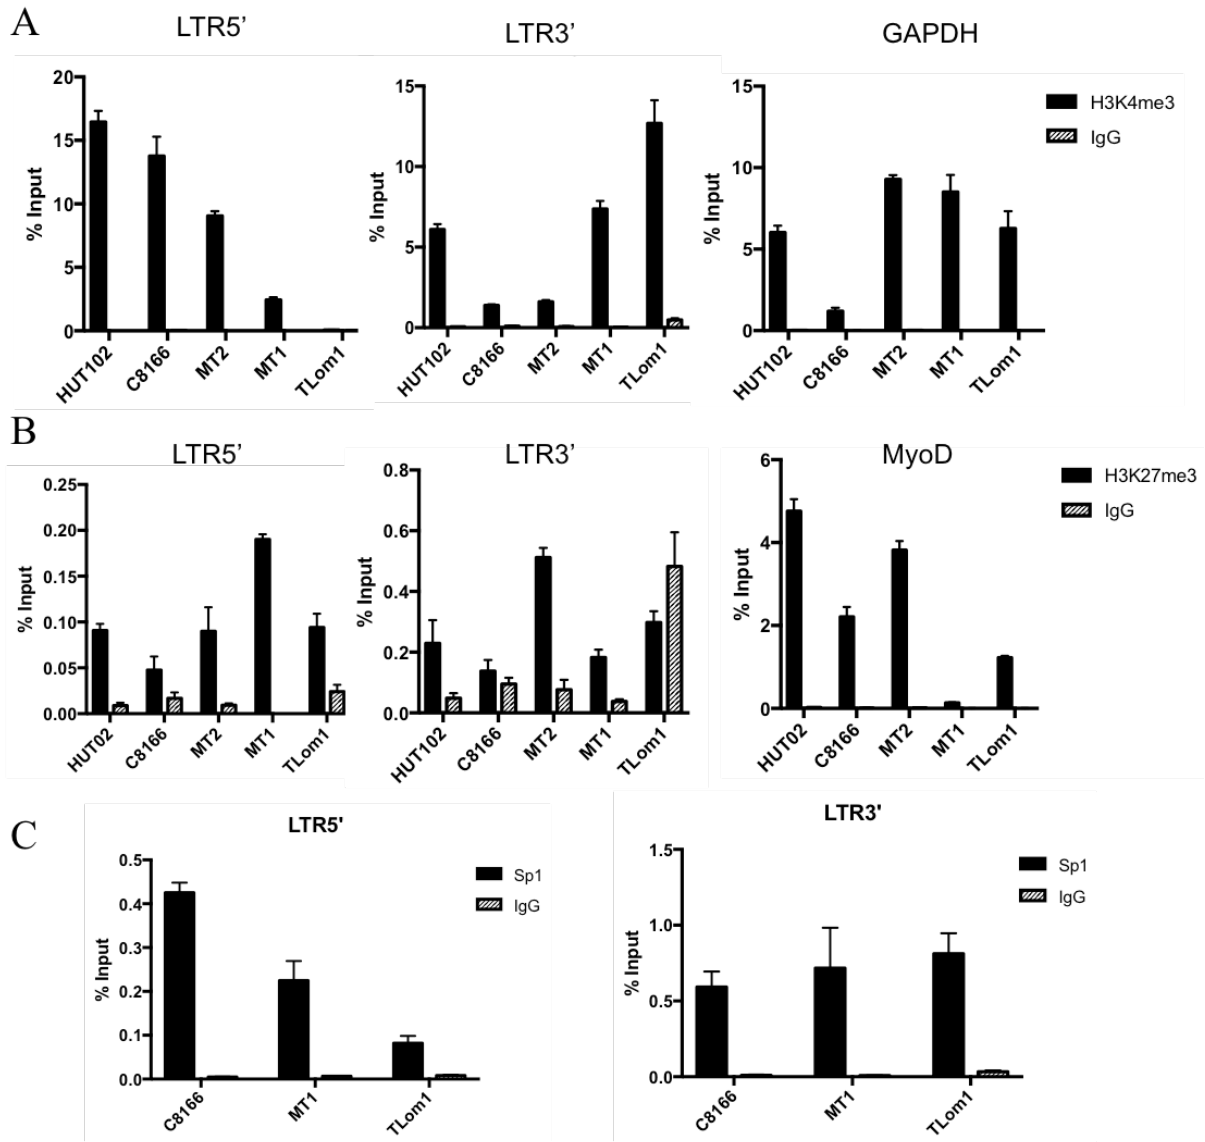 A
LTR5’
LTR3’
GAPDH
20
15
10
5
0
% Input
HUT102
C8166
MT2
MT1
TLom1
15
10
5
0
% Input
HUT102
C8166
MT2
MT1
TLom1
15
10
5
0
% Input
HUT102
C8166
MT2
MT1
TLom1
H3K4me3
IgG
B
LTR5’
LTR3’
MyoD
0.25
0.20
0.15
0.10
0.05
0.00
% Input
HUT02
C8166
MT2
MT1
TLom1
0.8
0.6
0.4
0.2
0.0
% Input
HUT102
C8166
MT2
MT1
TLom1
6
4
2
0
% Input
HUT102
C8166
MT2
MT1
TLom1
H3K27me3
IgG
C
LTR5'
0.5
0.4
0.3
0.2
0.1
0.0
% Input
C8166
MT1
TLom1
Sp1
IgG
LTR3'
1.5
1.0
0.5
0.0
% Input
C8166
MT1
TLom1
Sp1
IgG